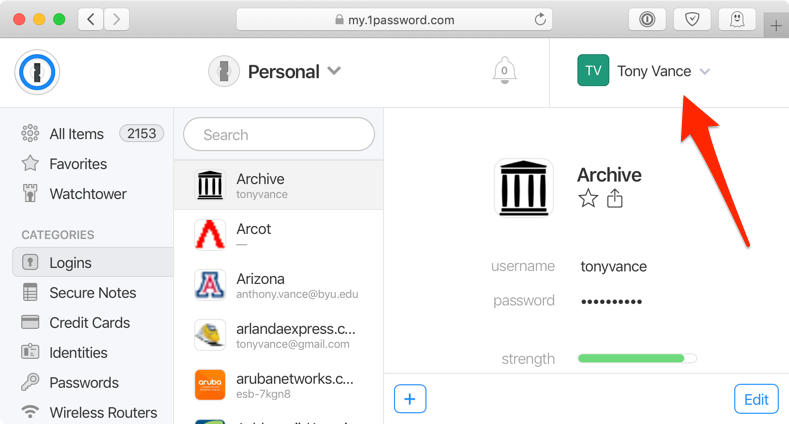 my.1password.com
Personal
0
TV Tony Vance
All Items 2153
Favorites
Watchtower
CATEGORIES
Logins
Secure Notes
Credit Cards
Identities
Passwords
Wireless Routers
Search
Archive
tonyvance
Arcot
—
Arizona
anthony.vance@byu.edu
arlandaexpress.c...
tonyvance@gmail.com
aruba
arubanetworks.c...
esb-7kgn8
Archive
username tonyvance
password ••••••••••
strength
+
Edit